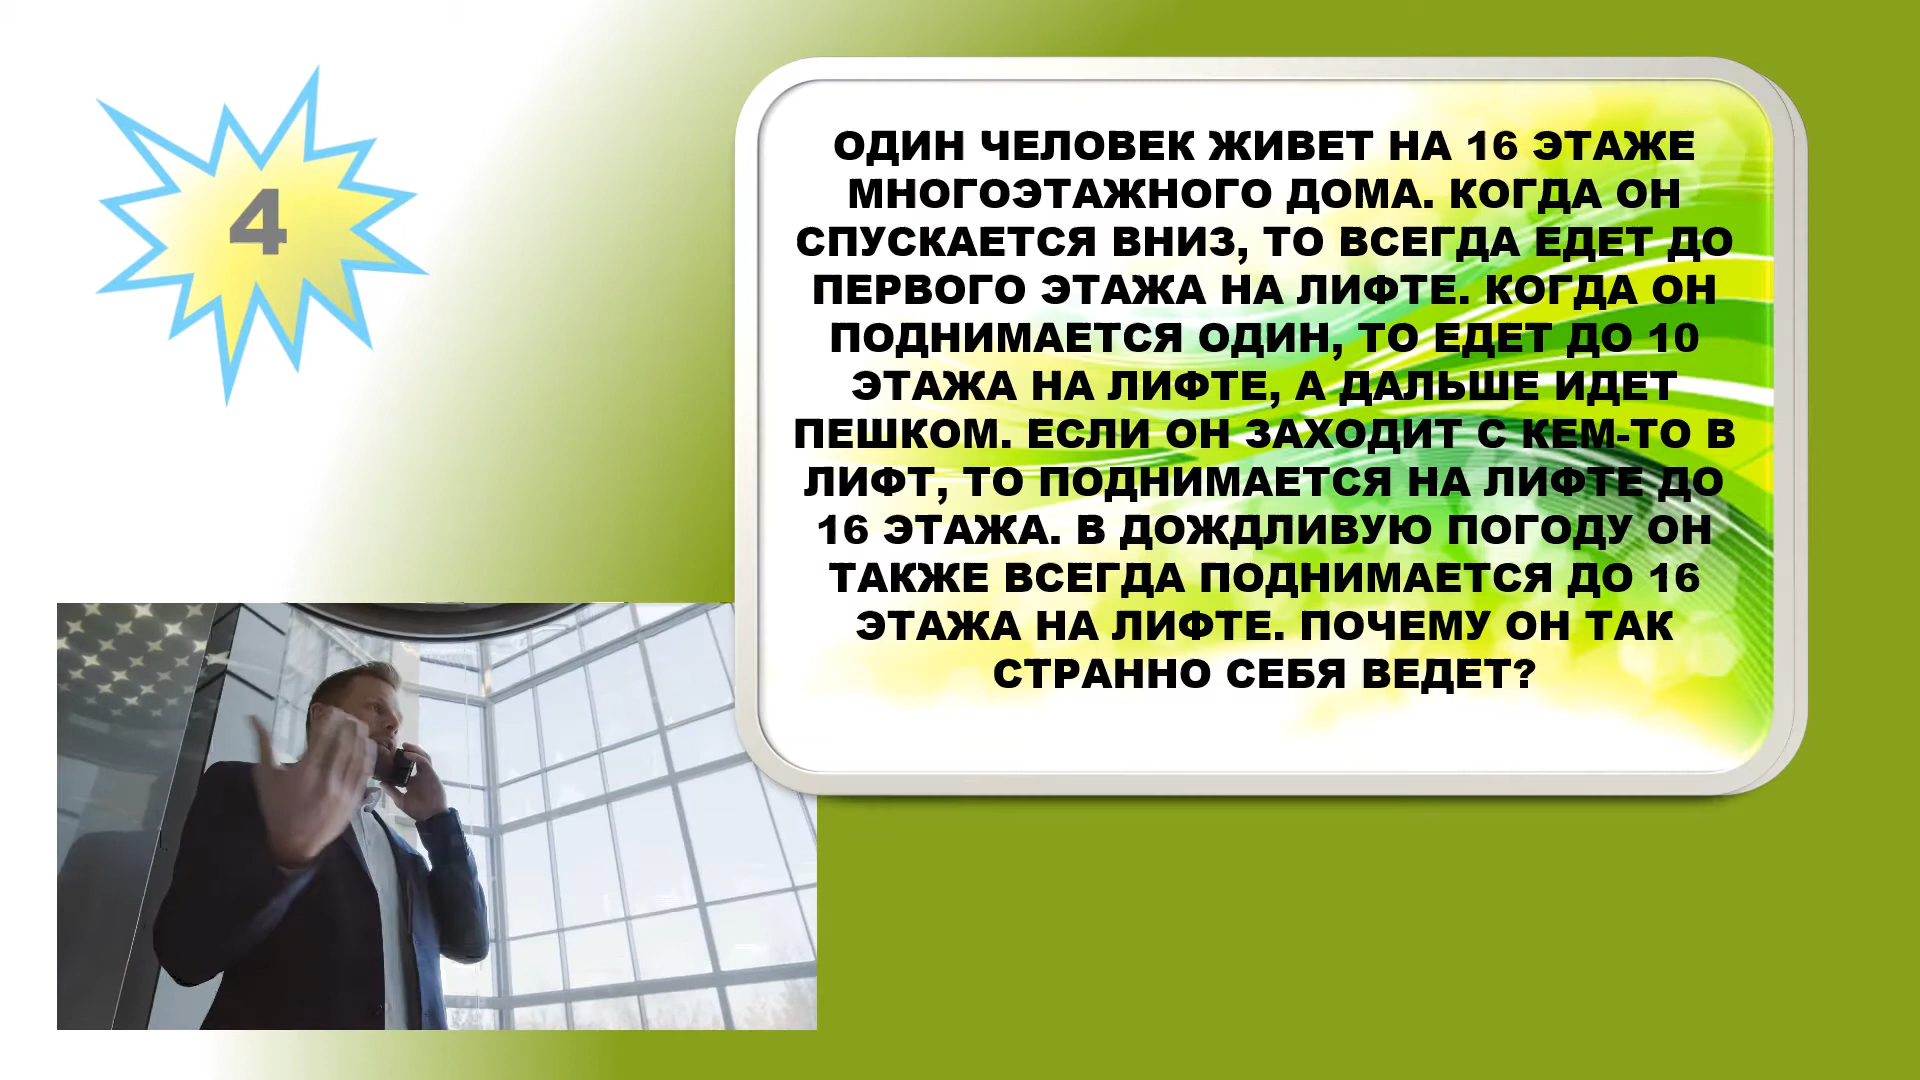 4
ОДИН ЧЕЛОВЕК ЖИВЕТ НА 16 ЭТАЖЕ
МНОГОЭТАЖНОГО ДОМА. КОГДА ОН
СПУСКАЕТСЯ ВНИЗ, ТО ВСЕГДА ЕДЕТ ДО
ПЕРВОГО ЭТАЖА НА ЛИФТЕ. КОГДА ОН
ПОДНИМАЕТСЯ ОДИН, ТО ЕДЕТ ДО 10
ЭТАЖА НА ЛИФТЕ, А ДАЛЬШЕ ИДЕТ
ПЕШКОМ. ЕСЛИ ОН ЗАХОДИТ С КЕМ-ТО В
ЛИФТ, ТО ПОДНИМАЕТСЯ НА ЛИФТЕ ДО
16 ЭТАЖА. В ДОЖДЛИВУЮ ПОГОДУ ОН
ТАКЖЕ ВСЕГДА ПОДНИМАЕТСЯ ДО 16
ЭТАЖА НА ЛИФТЕ. ПОЧЕМУ ОН ТАК
СТРАННО СЕБЯ ВЕДЕТ?